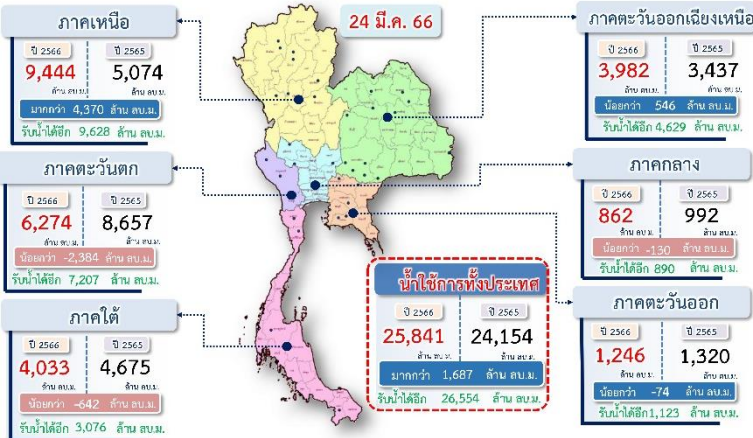 24 มี.ค. 66
ภาคเหนือ
ปี 2566 ปี 2565
9,444 5,074
ล้าน ลบ.ม. ล้าน ลบ.ม.
มากกว่า 4,370 ล้าน ลบ.ม.
รับน้ำได้อีก 9,628 ล้าน ลบ.ม.
ภาคตะวันตก
ปี 2566 ปี 2565
6,274 8,657
ล้าน ลบ.ม. ล้าน ลบ.ม.
น้อยกว่า -2,384 ล้าน ลบ.ม.
รับน้ำได้อีก 7,207 ล้าน ลบ.ม.
ภาคใต้
ปี 2566 ปี 2565
4,033 4,675
ล้าน ลบ.ม. ล้าน ลบ.ม.
น้อยกว่า -642 ล้าน ลบ.ม.
รับน้ำได้อีก 3,076 ล้าน ลบ.ม.
น้ำใช้การทั้งประเทศ
ปี 2566 ปี 2565
25,841 24,154
ล้าน ลบ.ม. ล้าน ลบ.ม.
มากกว่า 1,687 ล้าน ลบ.ม.
รับน้ำได้อีก 26,554 ล้าน ลบ.ม.
ภาคตะวันออกเฉียงเหนือ
ปี 2566 ปี 2565
3,982 3,437
ล้าน ลบ.ม. ล้าน ลบ.ม.
น้อยกว่า 546 ล้าน ลบ.ม.
รับน้ำได้อีก 4,629 ล้าน ลบ.ม.
ภาคกลาง
ปี 2566 ปี 2565
862 992
ล้าน ลบ.ม. ล้าน ลบ.ม.
น้อยกว่า -130 ล้าน ลบ.ม.
รับน้ำได้อีก 890 ล้าน ลบ.ม.
ภาคตะวันออก
ปี 2566 ปี 2565
1,246 1,320
ล้าน ลบ.ม. ล้าน ลบ.ม.
น้อยกว่า -74 ล้าน ลบ.ม.
รับน้ำได้อีก 1,123 ล้าน ลบ.ม.